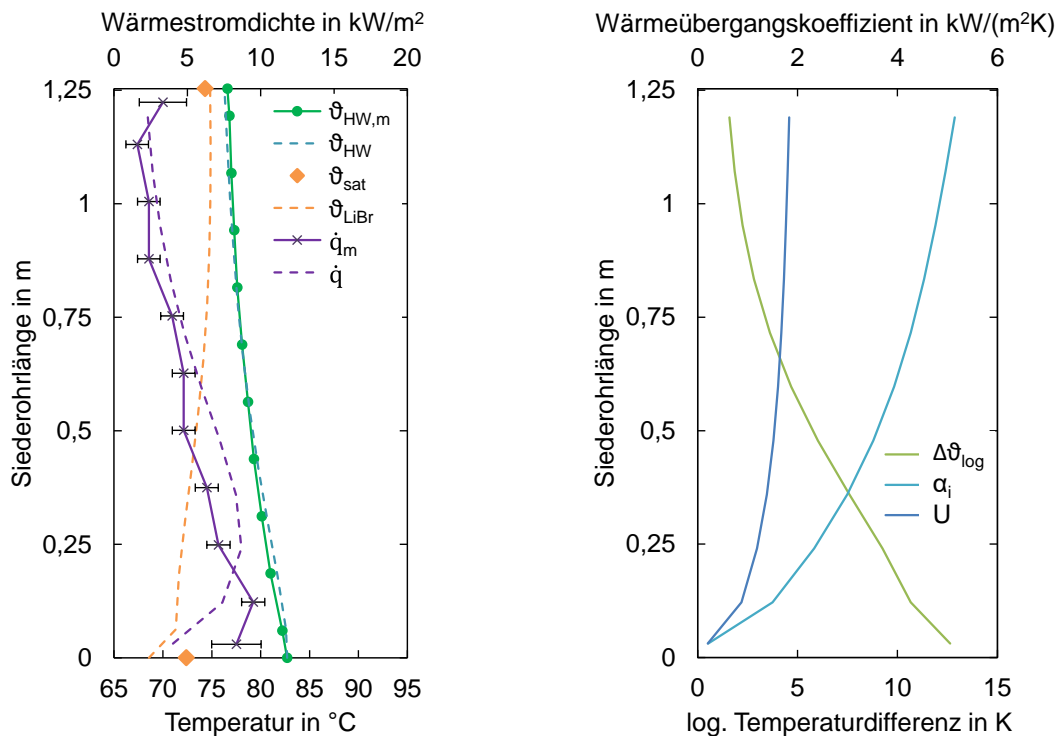 Wärmestromdichte in kW/m²
0 5 10 15 20
1,25
1
0,75
0,5
0,25
0
Siederohrlänge in m
ϑHW,m
ϑHW
ϑsat
ϑLiBr
q̇m
q̇
65 70 75 80 85 90 95
Temperatur in °C
Wärmeübergangskoeffizient in kW/(m²K)
0 2 4 6
1,25
1
0,75
0,5
0,25
0
Siederohrlänge in m
Δϑlog
αi
U
0 5 10 15
log. Temperaturdifferenz in K